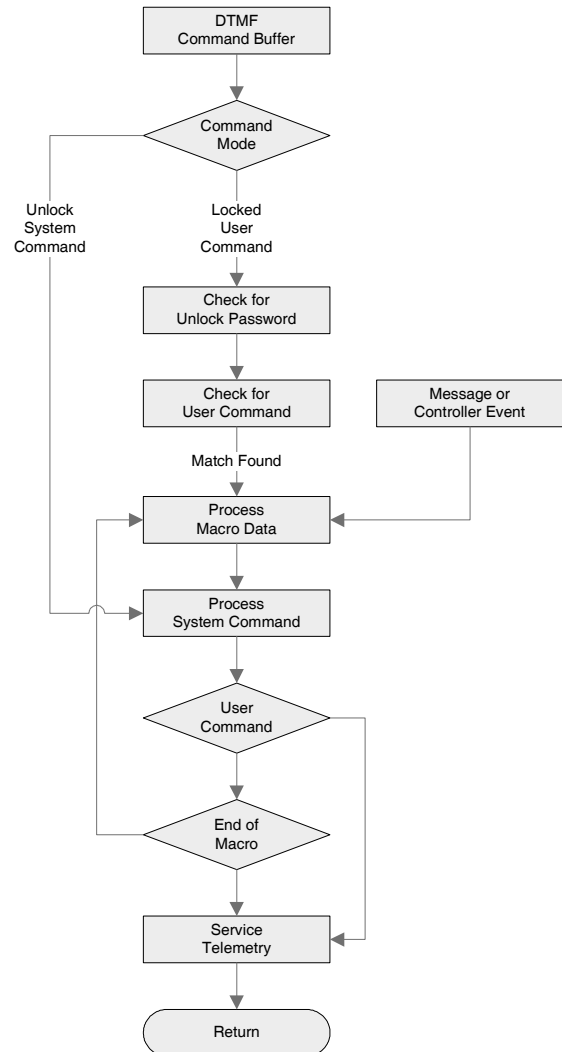 DTMF
Command Buffer
Command
Mode
Unlock
System
Command
Locked
User
Command
Check for
Unlock Password
Check for
User Command
Message or
Controller Event
Match Found
Process
Macro Data
Process
System Command
User
Command
End of
Macro
Service
Telemetry
Return